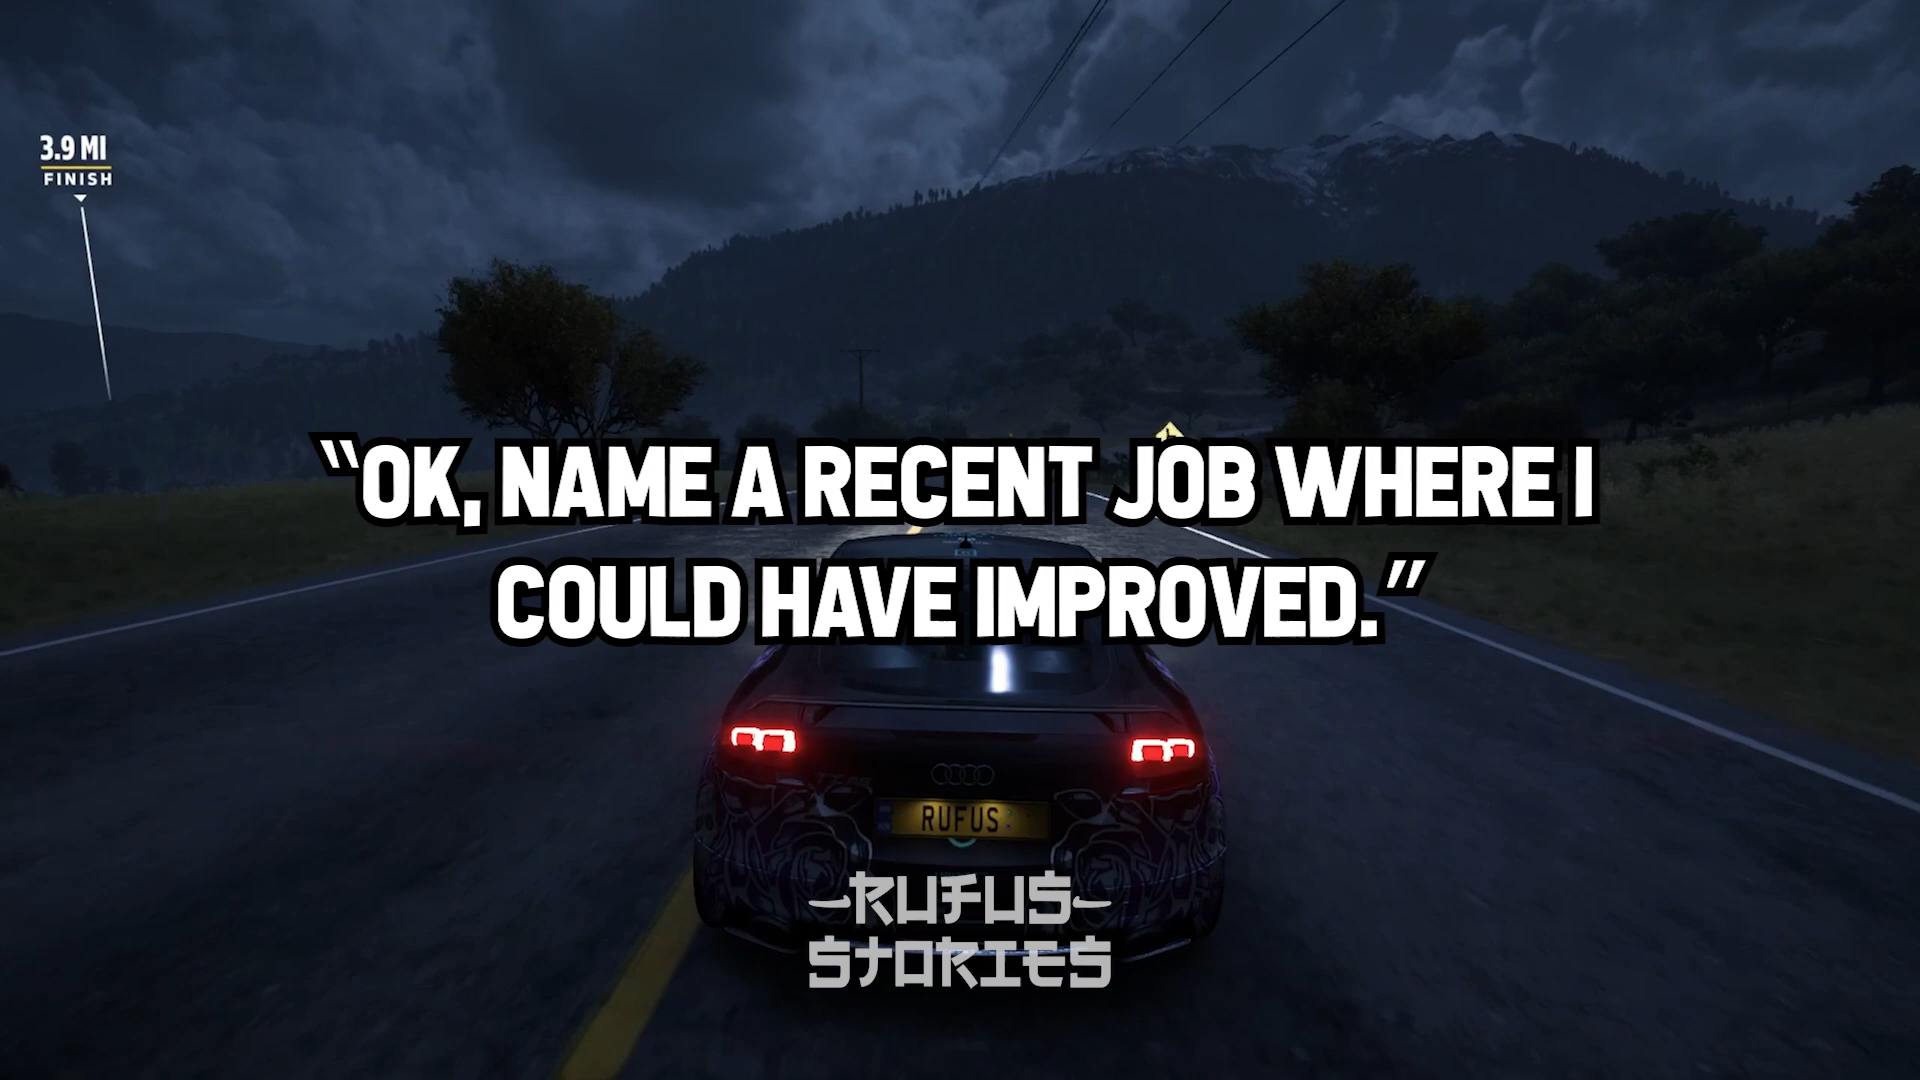 3.9 MI
FINISH
“OK, NAME A RECENT JOB WHERE I
COULD HAVE IMPROVED.”
RUFUS
-RUFUS-
STORIES